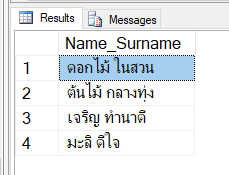 Results Messages
Name_Surname
1 ดอกไม้ ในสวน
2 ต้นไม้ กลางทุ่ง
3 เจริญ ทำนาดี
4 มะลิ ดีใจ